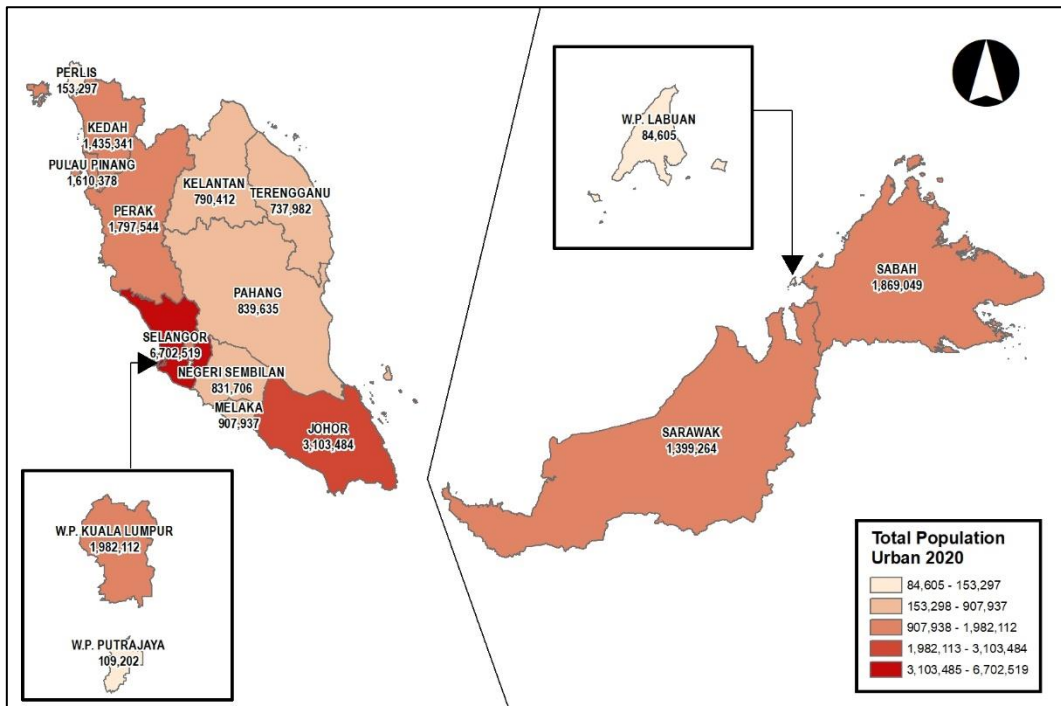 PERLIS
153,297
KEDAH
1,435,341
PULAU PINANG
1,610,378
PERAK
1,797,544
KELANTAN
790,412
TERENGGANU
737,982
PAHANG
839,635
SELANGOR
6,702,519
NEGERI SEMBILAN
831,706
MELAKA
907,937
JOHOR
3,103,484
W.P. KUALA LUMPUR
1,982,112
W.P. PUTRAJAYA
109,202
W.P. LABUAN
84,605
SABAH
1,869,049
SARAWAK
1,399,264
Total Population
Urban 2020
84,605 - 153,297
153,298 - 907,937
907,938 - 1,982,112
1,982,113 - 3,103,484
3,103,485 - 6,702,519